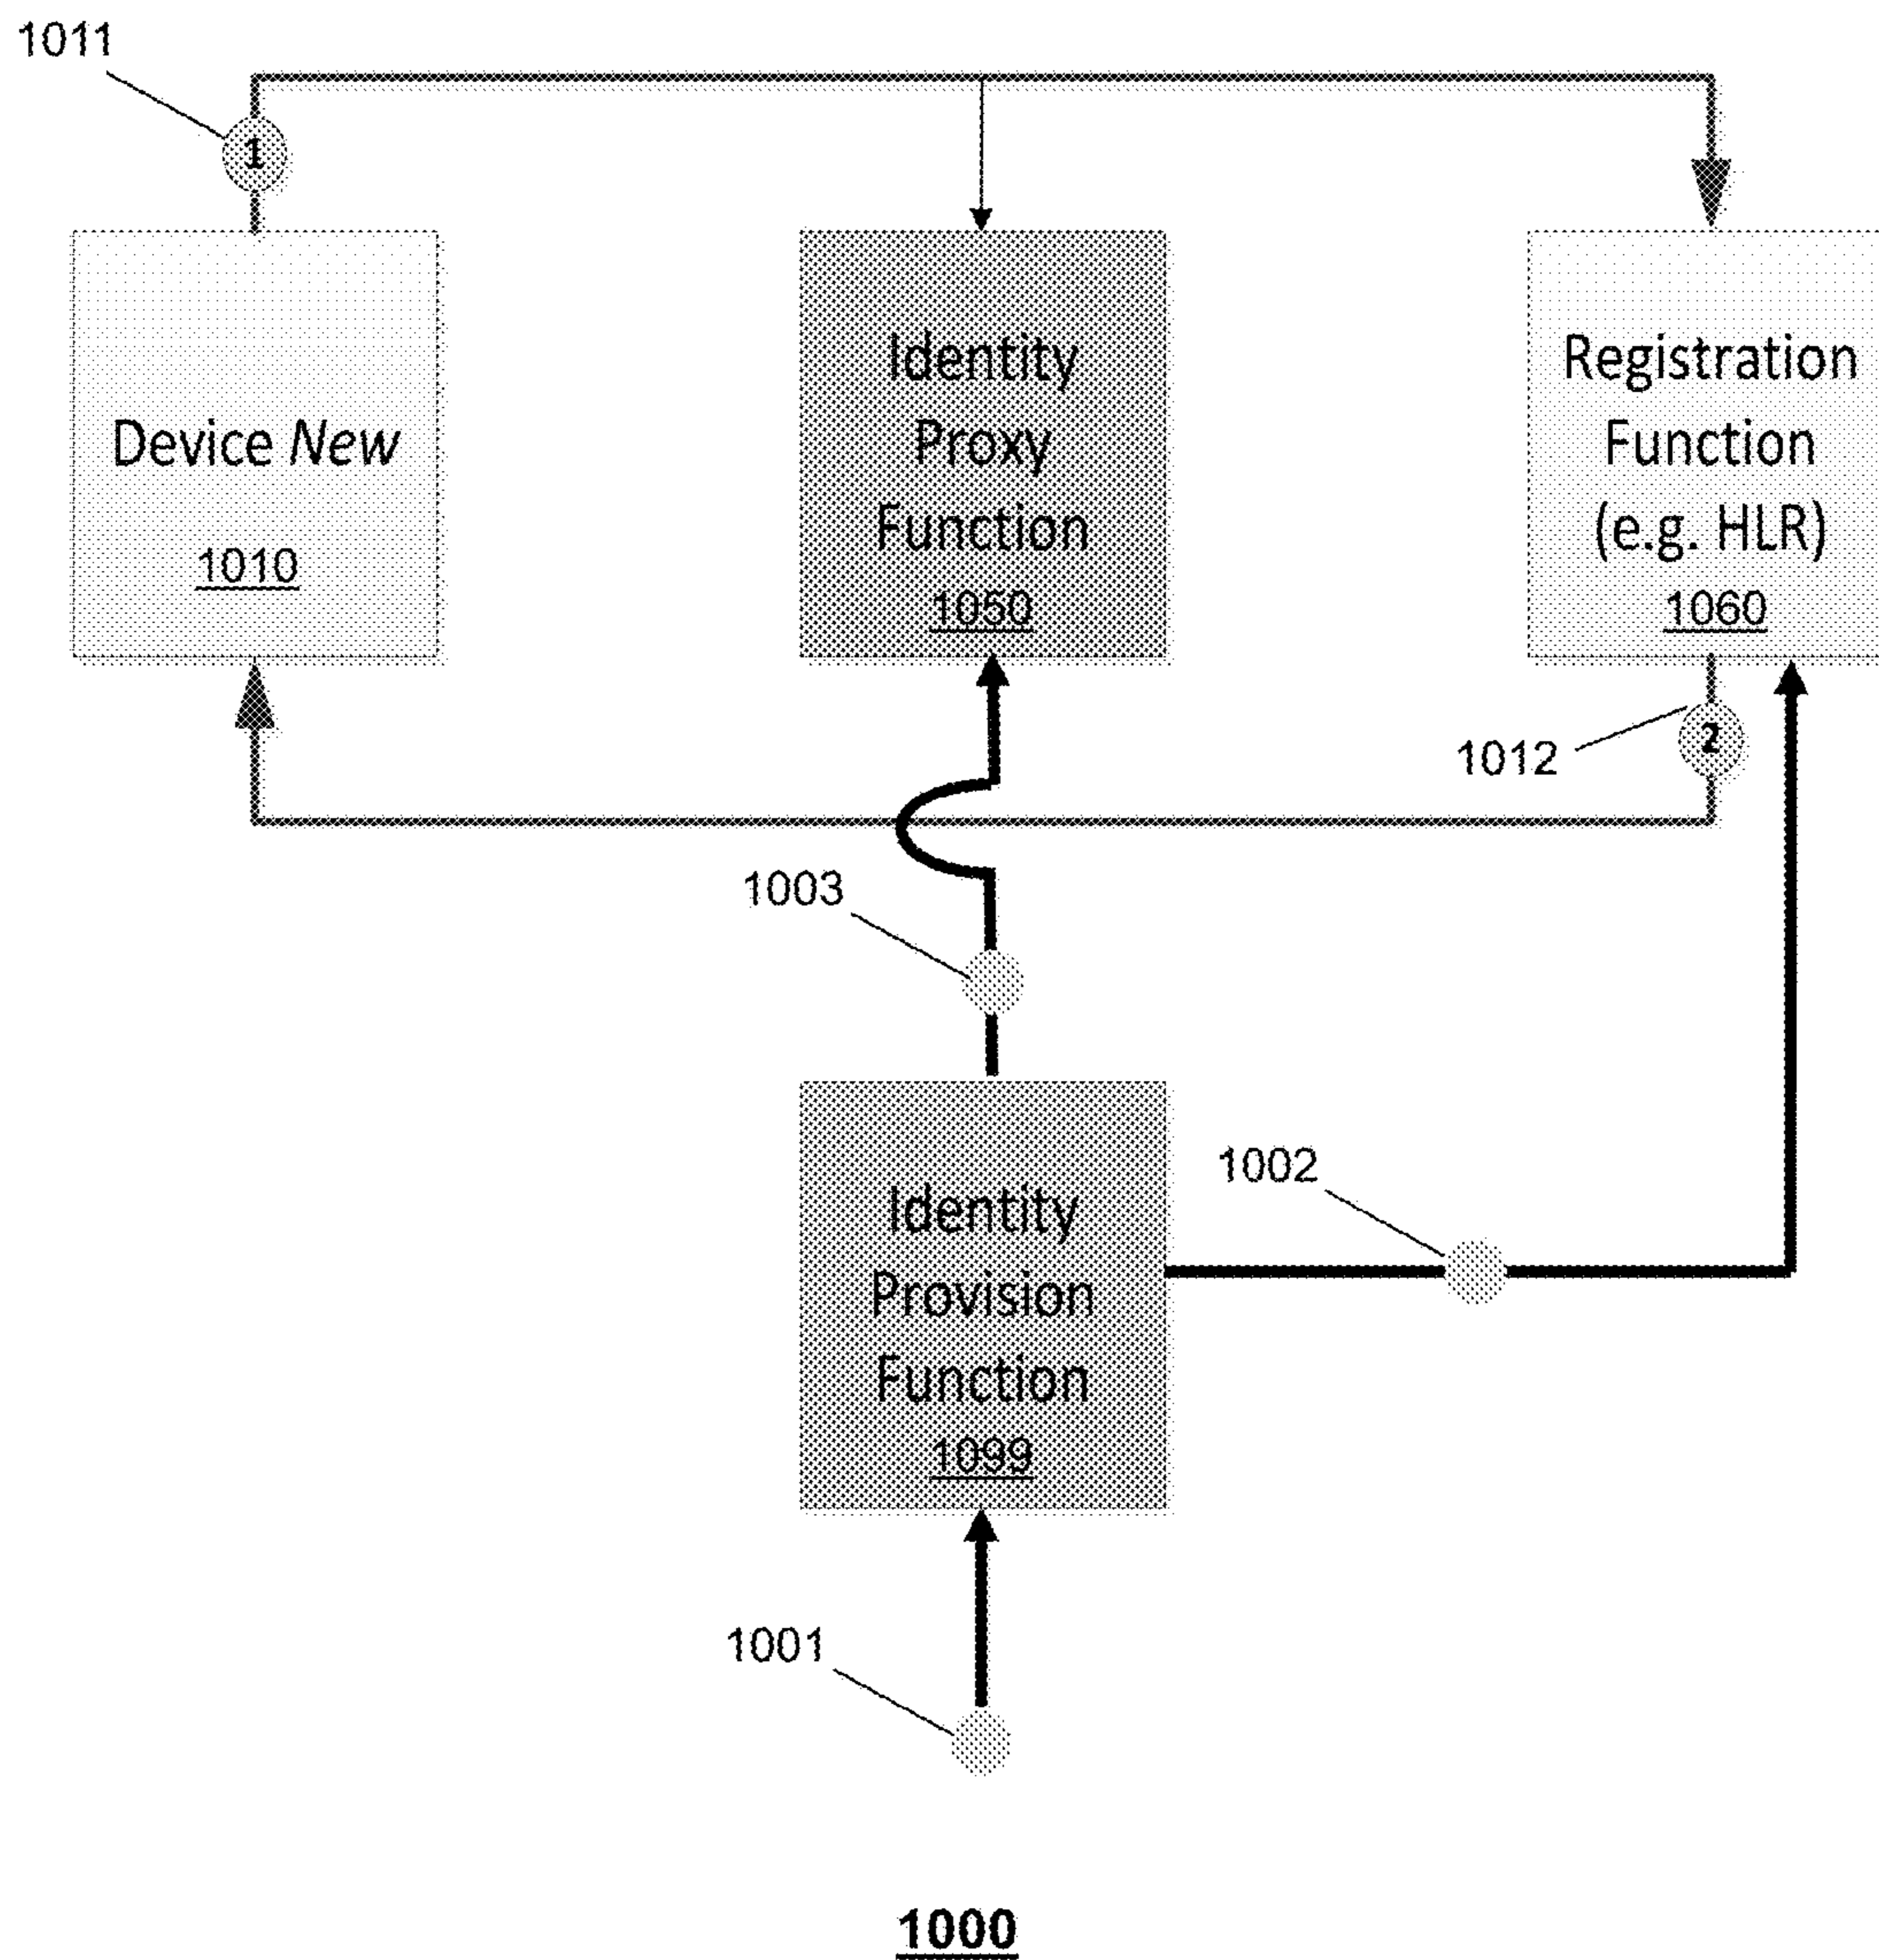 1011
1
Device New
1010
Identity
Proxy
Function
1050
Registration
Function
(e.g. HLR)
1060
1012
2
1003
1002
Identity
Provision
Function
1099
1001
1000